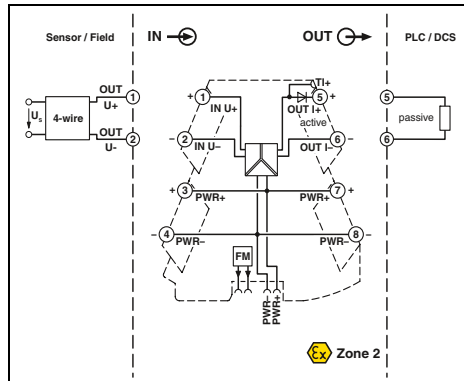 Sensor / Field
IN
OUT
PLC / DCS
OUT
U+
1
4-wire
Us
OUT
U-
2
+ 1
IN U+
TI+
5 +
OUT I+
active
− 2
IN U−
6 −
OUT I−
5
passive
6
+ 3
PWR+
7 +
PWR+
− 4
PWR−
8 −
PWR−
FM
PWR−
PWR+
Ex Zone 2